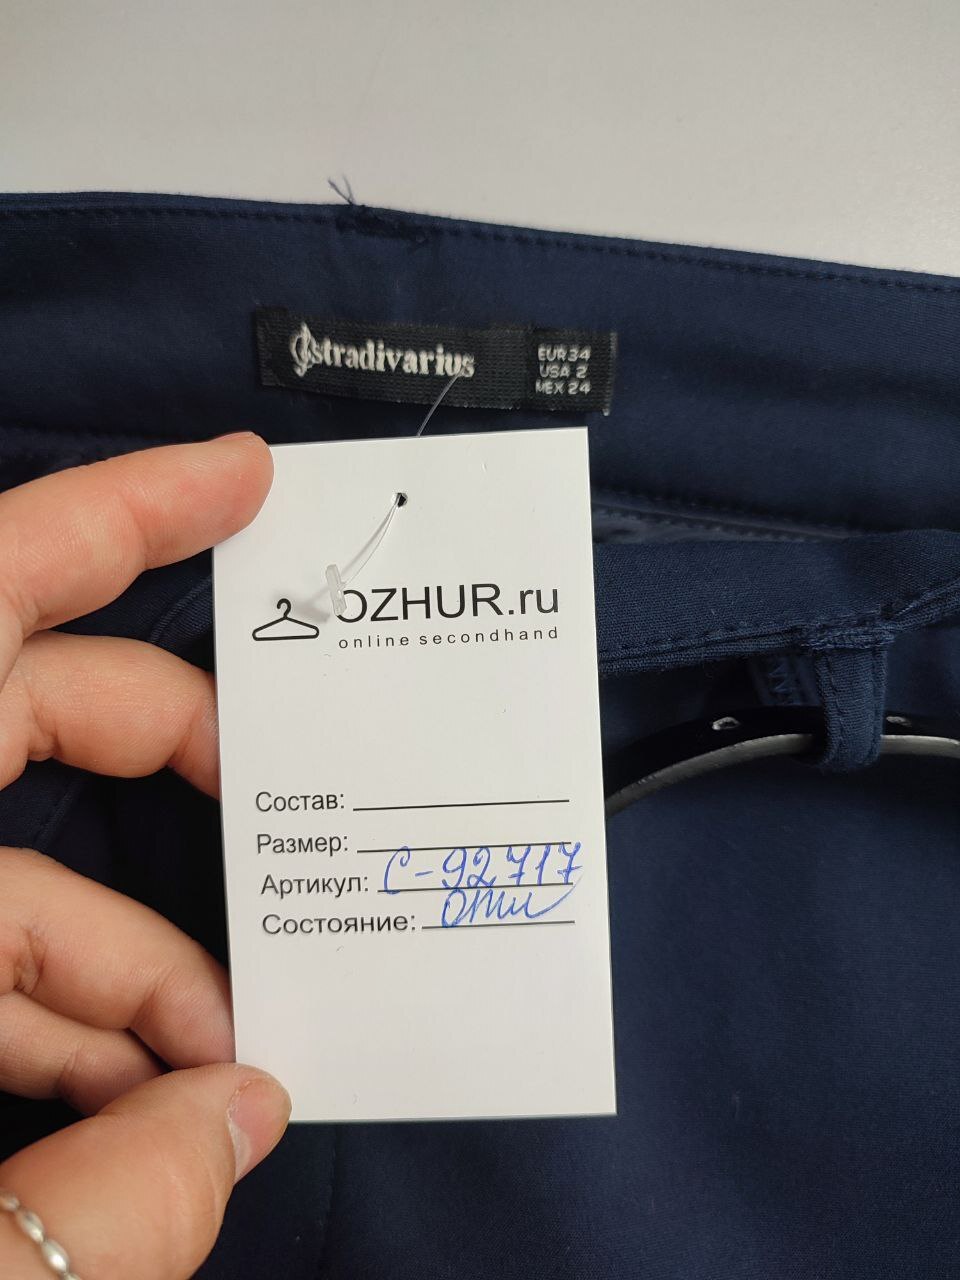 stradivarius
EUR 34
USA 2
MEX 24
OZHUR.ru
online secondhand
Состав:
Размер:
Артикул: С-92717
Состояние: отл